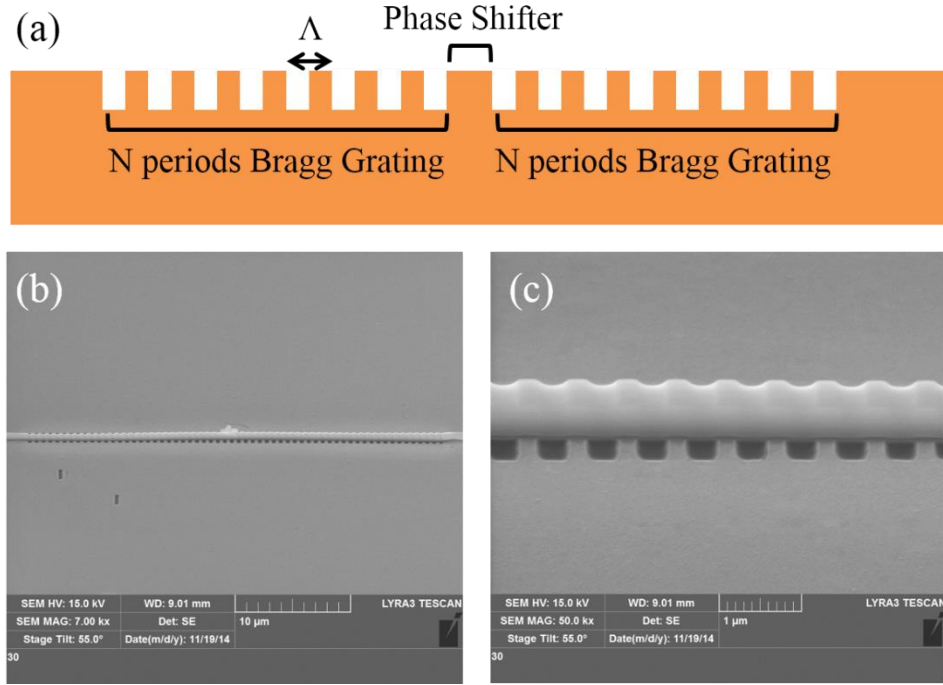 (a)
Λ
Phase Shifter
N periods Bragg Grating
N periods Bragg Grating
(b)
SEM HV: 15.0 kV
WD: 9.01 mm
LYRA3 TESCAN
SEM MAG: 7.00 kx
Det: SE
10 µm
Stage Tilt: 55.0°
Date(m/d/y): 11/19/14
30
(c)
SEM HV: 15.0 kV
WD: 9.01 mm
LYRA3 TESCAN
SEM MAG: 50.0 kx
Det: SE
1 µm
Stage Tilt: 55.0°
Date(m/d/y): 11/19/14
30